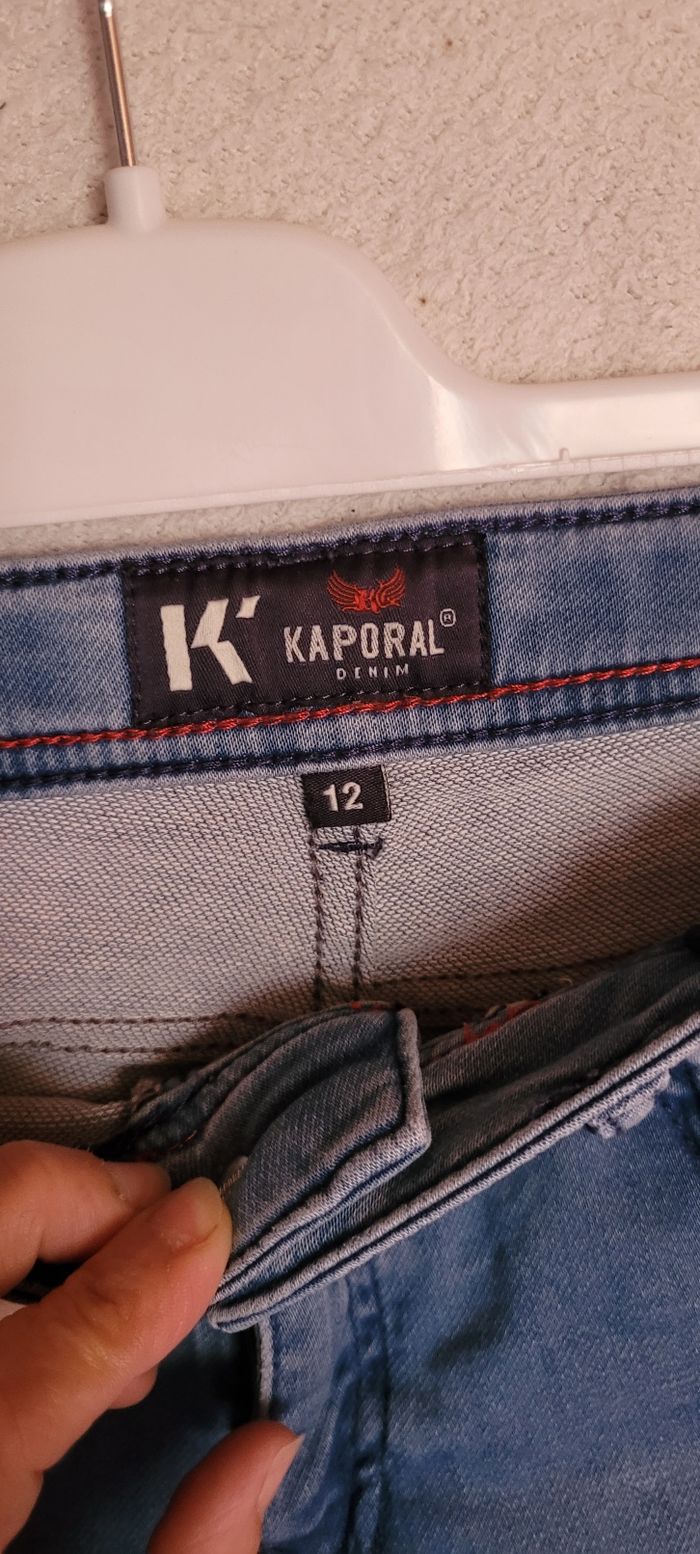 K'
KAPORAL®
DENIM
12